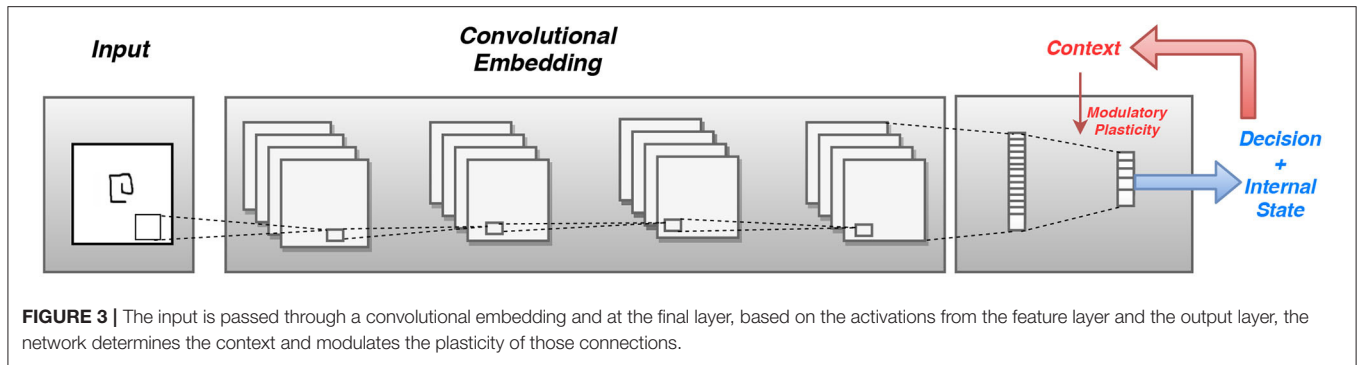 Input
Convolutional
Embedding
Context
Modulatory
Plasticity
Decision
+
Internal
State
FIGURE 3 | The input is passed through a convolutional embedding and at the final layer, based on the activations from the feature layer and the output layer, the
network determines the context and modulates the plasticity of those connections.